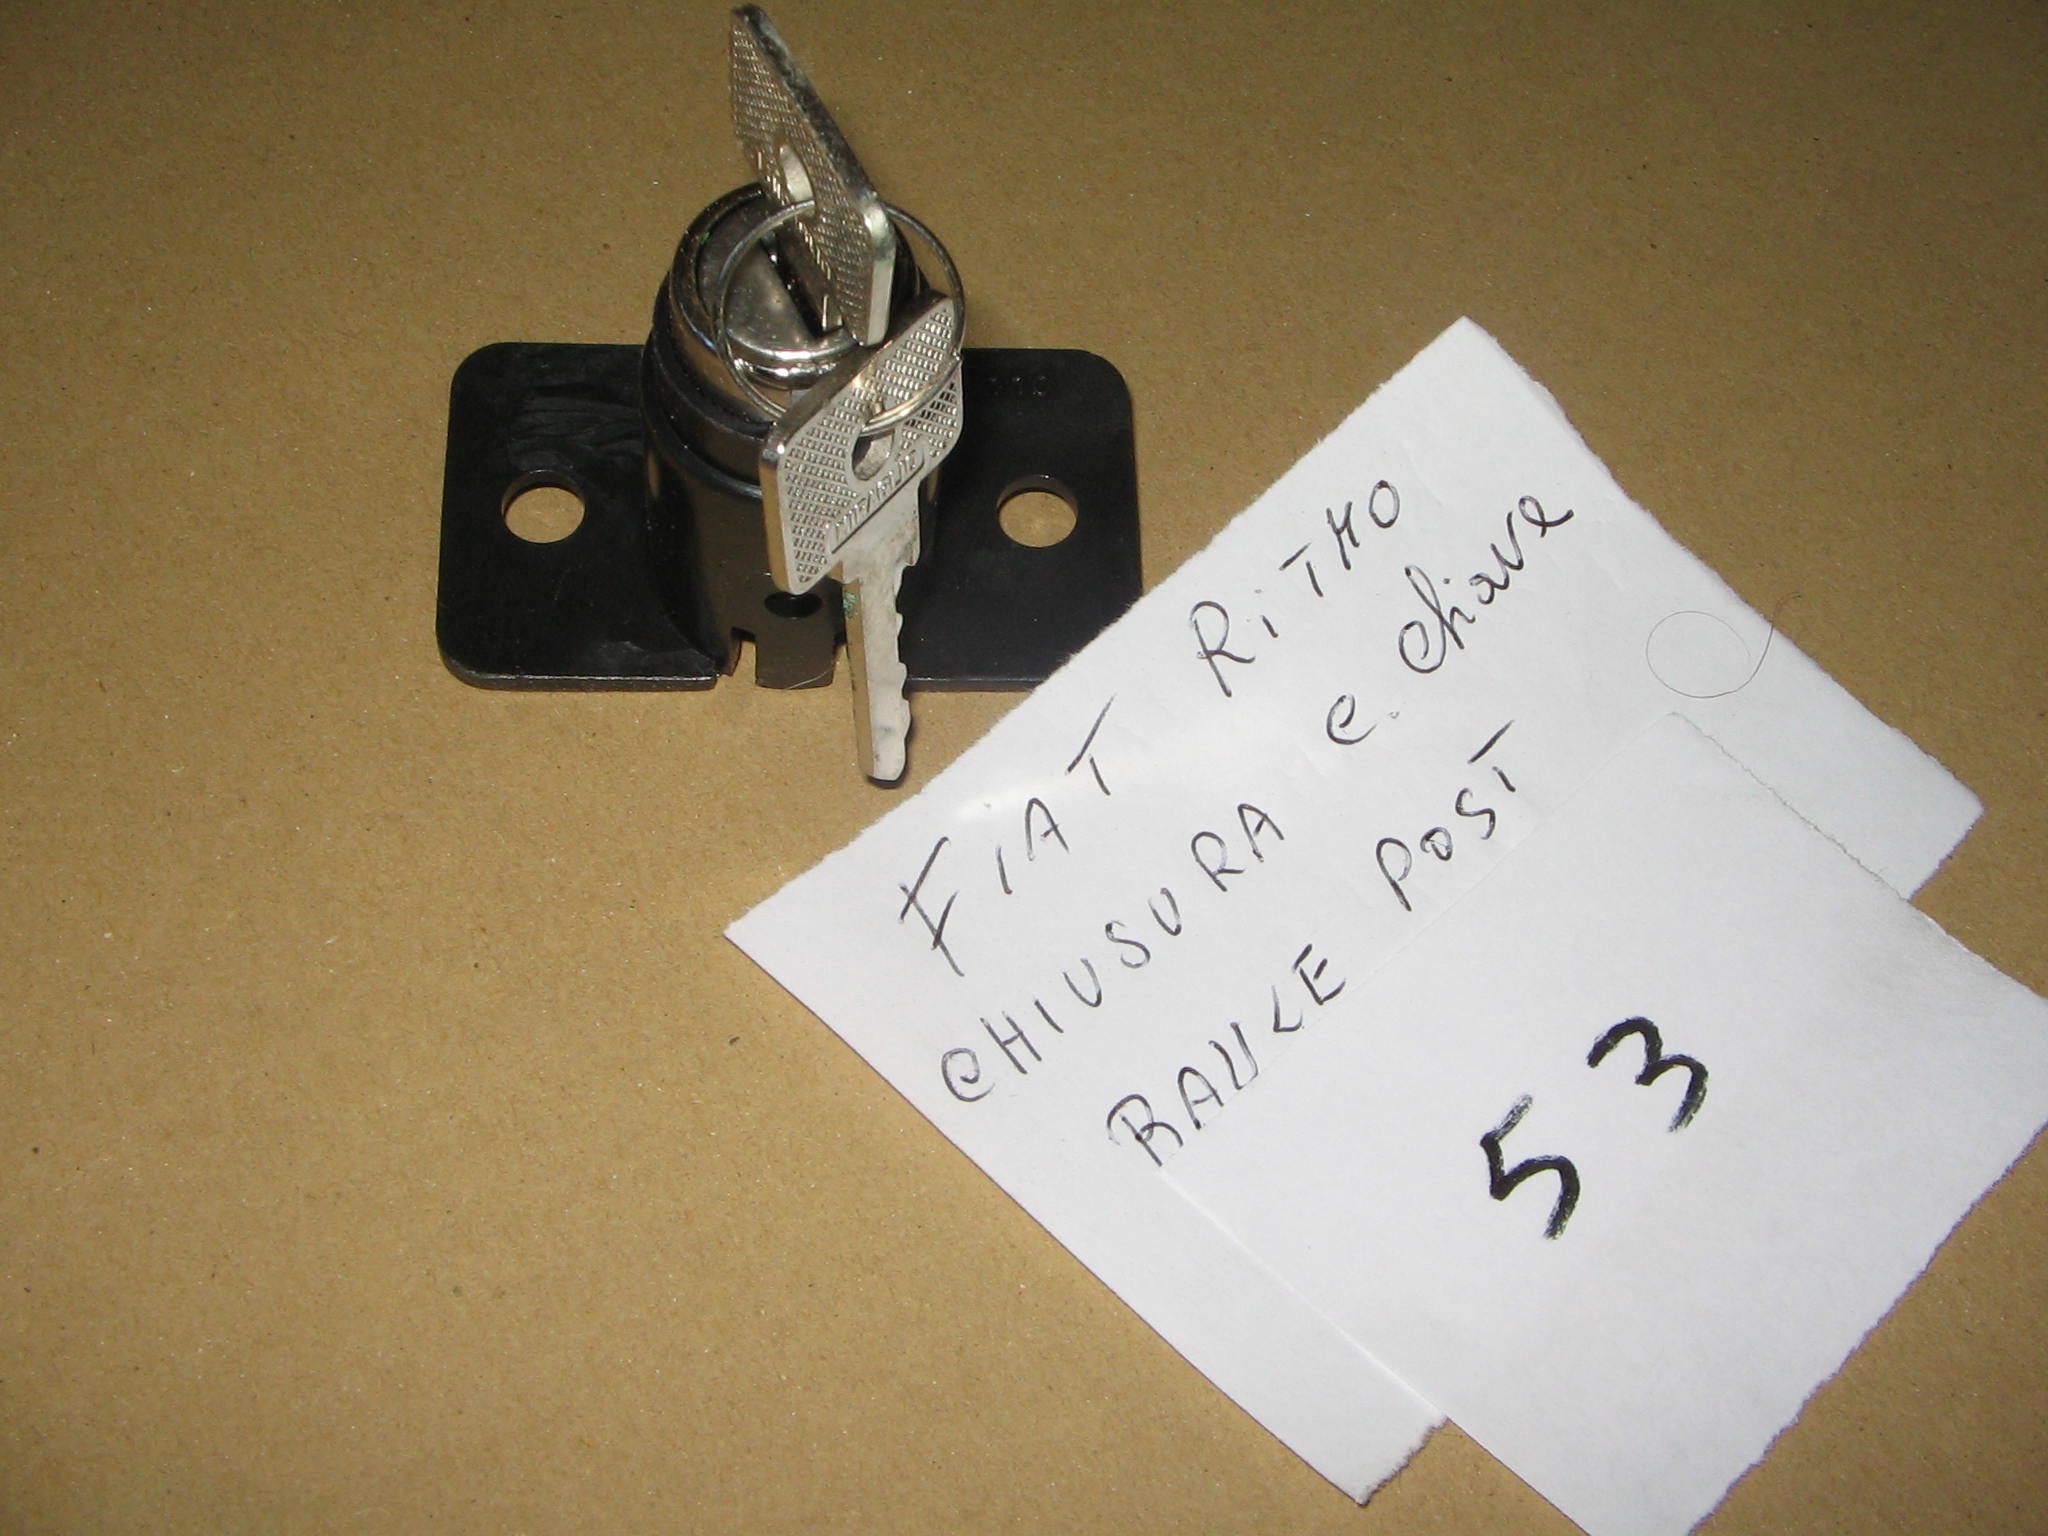 FIAT RITMO
CHIUSURA C. Chiave
BAULE POST
53